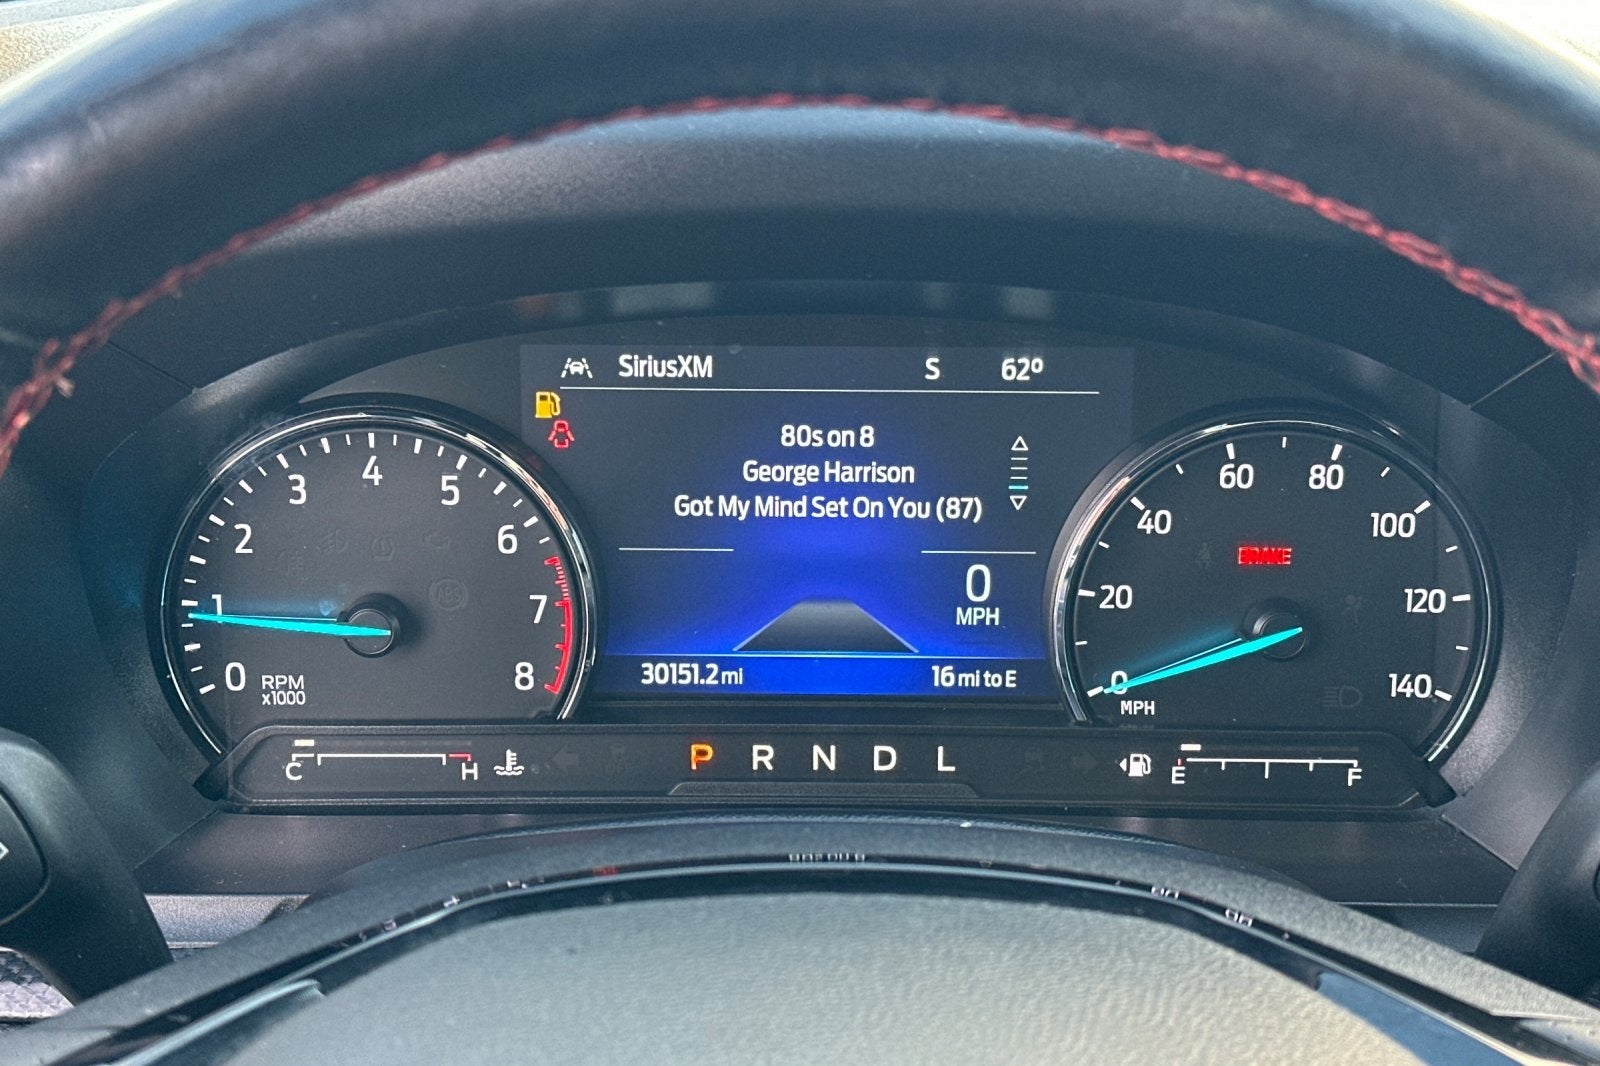 SiriusXM S 62º
80s on 8
George Harrison
Got My Mind Set On You (87)
0
MPH
30151.2 mi 16 mi to E
0 1 2 3 4 5 6 7 8
RPM
x1000
0 20 40 60 80 100 120 140
BRAKE
MPH
ABS
C H
P R N D L
E F